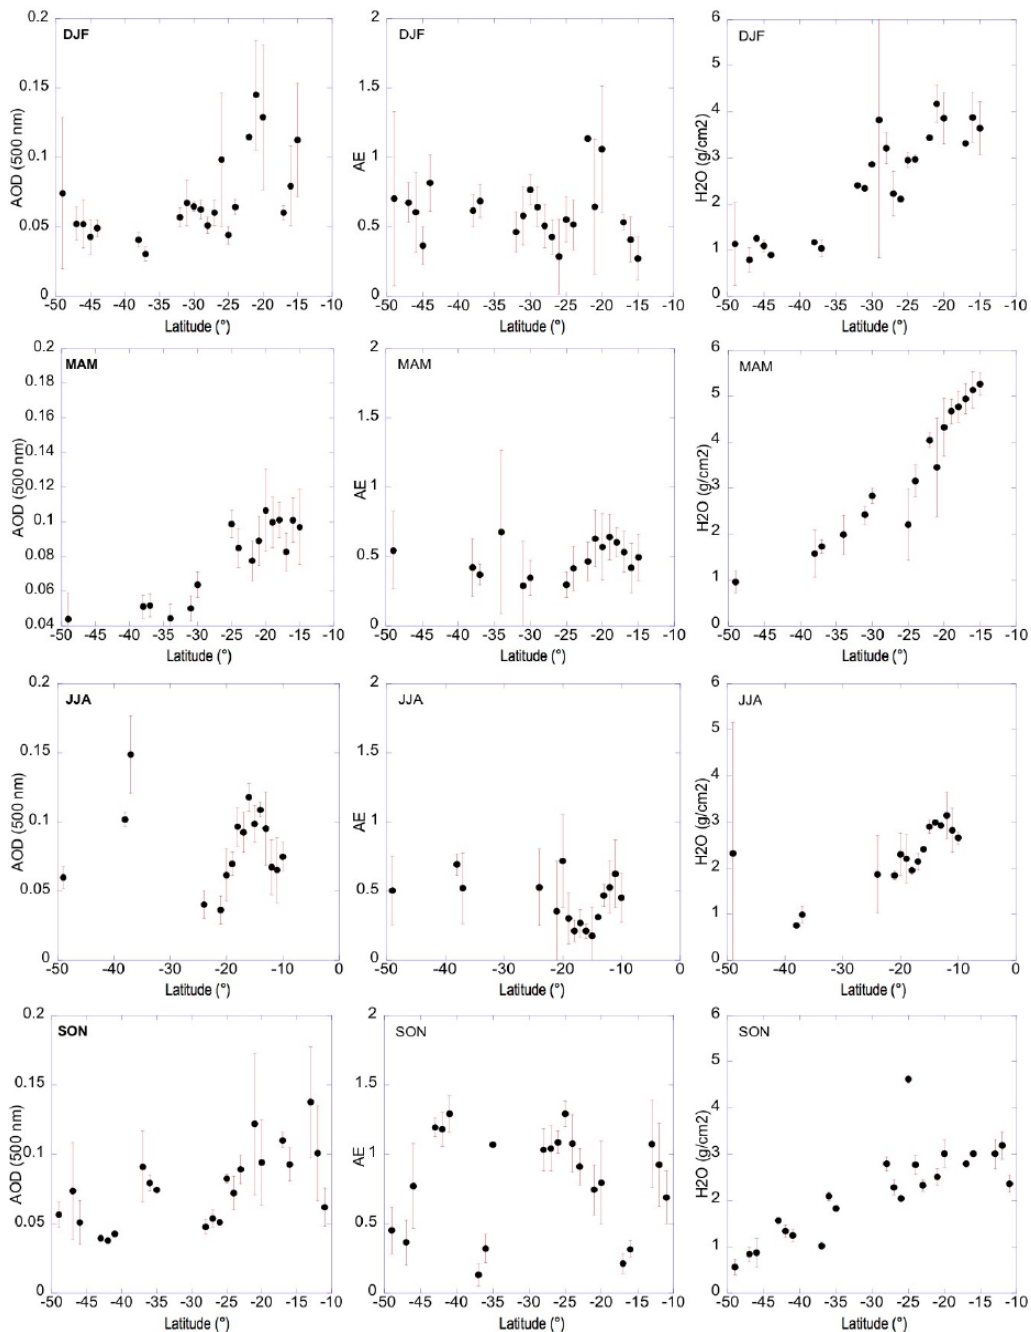 0.2
DJF
0.15
0.1
0.05
0
AOD (500 nm)
-50 -45 -40 -35 -30 -25 -20 -15 -10
Latitude (°)
2
DJF
1.5
1
0.5
0
AE
-50 -45 -40 -35 -30 -25 -20 -15 -10
Latitude (°)
6
DJF
5
4
3
2
1
0
H2O (g/cm2)
-50 -45 -40 -35 -30 -25 -20 -15 -10
Latitude (°)
0.2
MAM
0.18
0.16
0.14
0.12
0.1
0.08
0.06
0.04
AOD (500 nm)
-50 -45 -40 -35 -30 -25 -20 -15 -10
Latitude (°)
2
MAM
1.5
1
0.5
0
AE
-50 -45 -40 -35 -30 -25 -20 -15 -10
Latitude (°)
6
MAM
5
4
3
2
1
0
H2O (g/cm2)
-50 -45 -40 -35 -30 -25 -20 -15 -10
Latitude (°)
0.2
JJA
0.15
0.1
0.05
0
AOD (500 nm)
-50 -40 -30 -20 -10 0
Latitude (°)
2
JJA
1.5
1
0.5
0
AE
-50 -40 -30 -20 -10 0
Latitude (°)
6
JJA
5
4
3
2
1
0
H2O (g/cm2)
-50 -40 -30 -20 -10 0
Latitude (°)
0.2
SON
0.15
0.1
0.05
0
AOD (500 nm)
-50 -45 -40 -35 -30 -25 -20 -15 -10
Latitude (°)
2
SON
1.5
1
0.5
0
AE
-50 -45 -40 -35 -30 -25 -20 -15 -10
Latitude (°)
6
SON
5
4
3
2
1
0
H2O (g/cm2)
-50 -45 -40 -35 -30 -25 -20 -15 -10
Latitude (°)